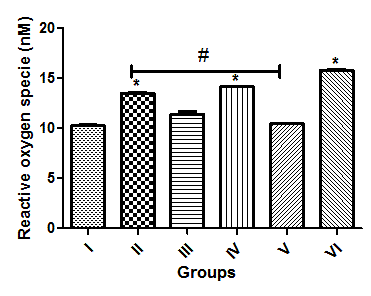 Reactive oxygen specie (nM)
20
15
10
5
0
#
* * *
I II III IV V VI
Groups